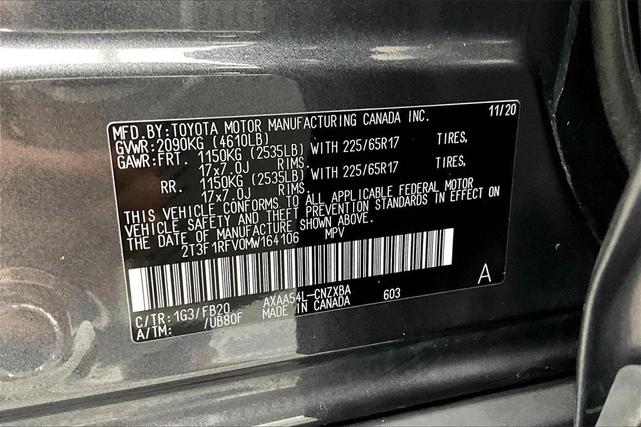 MFD.BY:TOYOTA MOTOR MANUFACTURING CANADA INC. 11/20
GVWR:2090KG (4610LB)
GAWR:FRT. 1150KG (2535LB) WITH 225/65R17 TIRES,
17x7.0J RIMS.
RR. 1150KG (2535LB) WITH 225/65R17 TIRES,
17x7.0J RIMS.
THIS VEHICLE CONFORMS TO ALL APPLICABLE FEDERAL MOTOR
VEHICLE SAFETY AND THEFT PREVENTION STANDARDS IN EFFECT ON
THE DATE OF MANUFACTURE SHOWN ABOVE.
2T3F1RFV0MW164106 MPV
A
C/TR:1G3/FB20 AXAA54L-CNZXBA 603
A/TM: /UB80F MADE IN CANADA